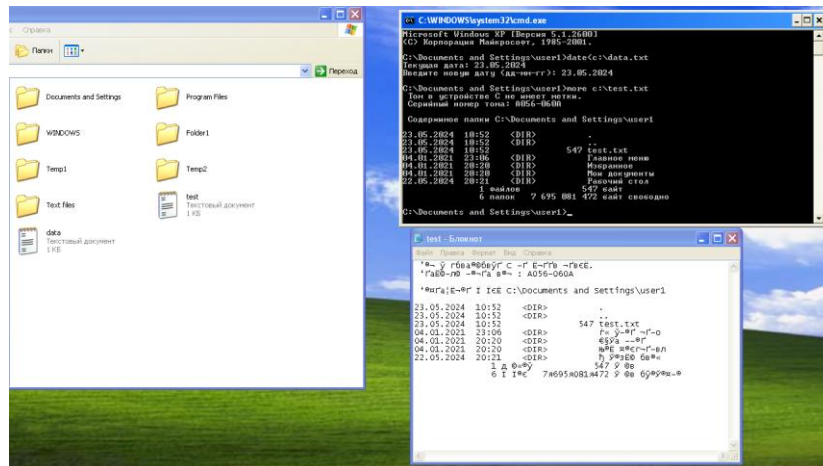 Справка
Папки
Переход
Documents and Settings
Program Files
WINDOWS
Folder1
Temp1
Temp2
Text files
test
Текстовый документ
1 КБ
data
Текстовый документ
1 КБ
C:\WINDOWS\system32\cmd.exe
Microsoft Windows XP [Версия 5.1.2600]
(С) Корпорация Майкрософт, 1985-2001.
C:\Documents and Settings\user1>date<c:\data.txt
Текущая дата: 23.05.2024
Введите новую дату (дд-мм-гг): 23.05.2024
C:\Documents and Settings\user1>more c:\test.txt
Том в устройстве C не имеет метки.
Серийный номер тома: A056-060A
Содержимое папки C:\Documents and Settings\user1
23.05.2024 10:52 <DIR> .
23.05.2024 10:52 <DIR> ..
23.05.2024 10:52 547 test.txt
04.01.2021 23:06 <DIR> Главное меню
04.01.2021 20:20 <DIR> Избранное
04.01.2021 20:20 <DIR> Мои документы
22.05.2024 20:21 <DIR> Рабочий стол
1 файлов 547 байт
6 папок 7 695 081 472 байт свободно
C:\Documents and Settings\user1>_
test - Блокнот
Файл Правка Формат Вид Справка
: A056-060A
C:\Documents and Settings\user1
23.05.2024 10:52 <DIR> .
23.05.2024 10:52 <DIR> ..
23.05.2024 10:52 547 test.txt
04.01.2021 23:06 <DIR>
04.01.2021 20:20 <DIR>
04.01.2021 20:20 <DIR>
22.05.2024 20:21 <DIR>
1 547
6